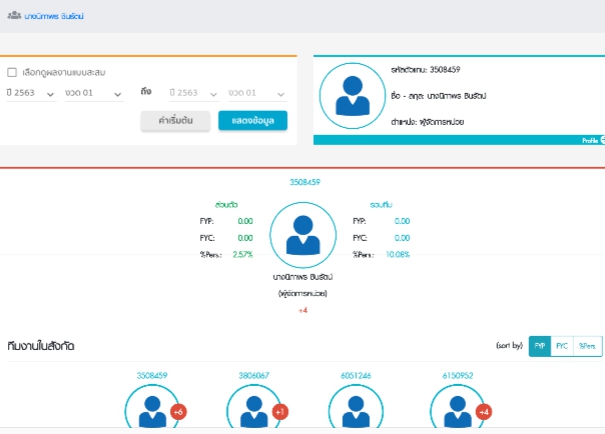 นางนิภาพร ชินรัตน์
เลือกดูผลงานแบบสะสม
ปี 2563 งวด 01 ถึง ปี 2563 งวด 01
ค่าเริ่มต้น แสดงข้อมูล
รหัสตัวแทน: 3508459
ชื่อ - สกุล: นางนิภาพร ชินรัตน์
ตำแหน่ง: ผู้จัดการหน่วย
Profile
3508459
ส่วนตัว
FYP: 0.00
FYC: 0.00
%Pers.: 2.57%
รวมทีม
FYP: 0.00
FYC: 0.00
%Pers.: 10.08%
นางนิภาพร ชินรัตน์
(ผู้จัดการหน่วย)
+4
ทีมงานในสังกัด
(sort by) FYP FYC %Pers.
3508459 3806067 6051246 6150952
+6 +1 +4